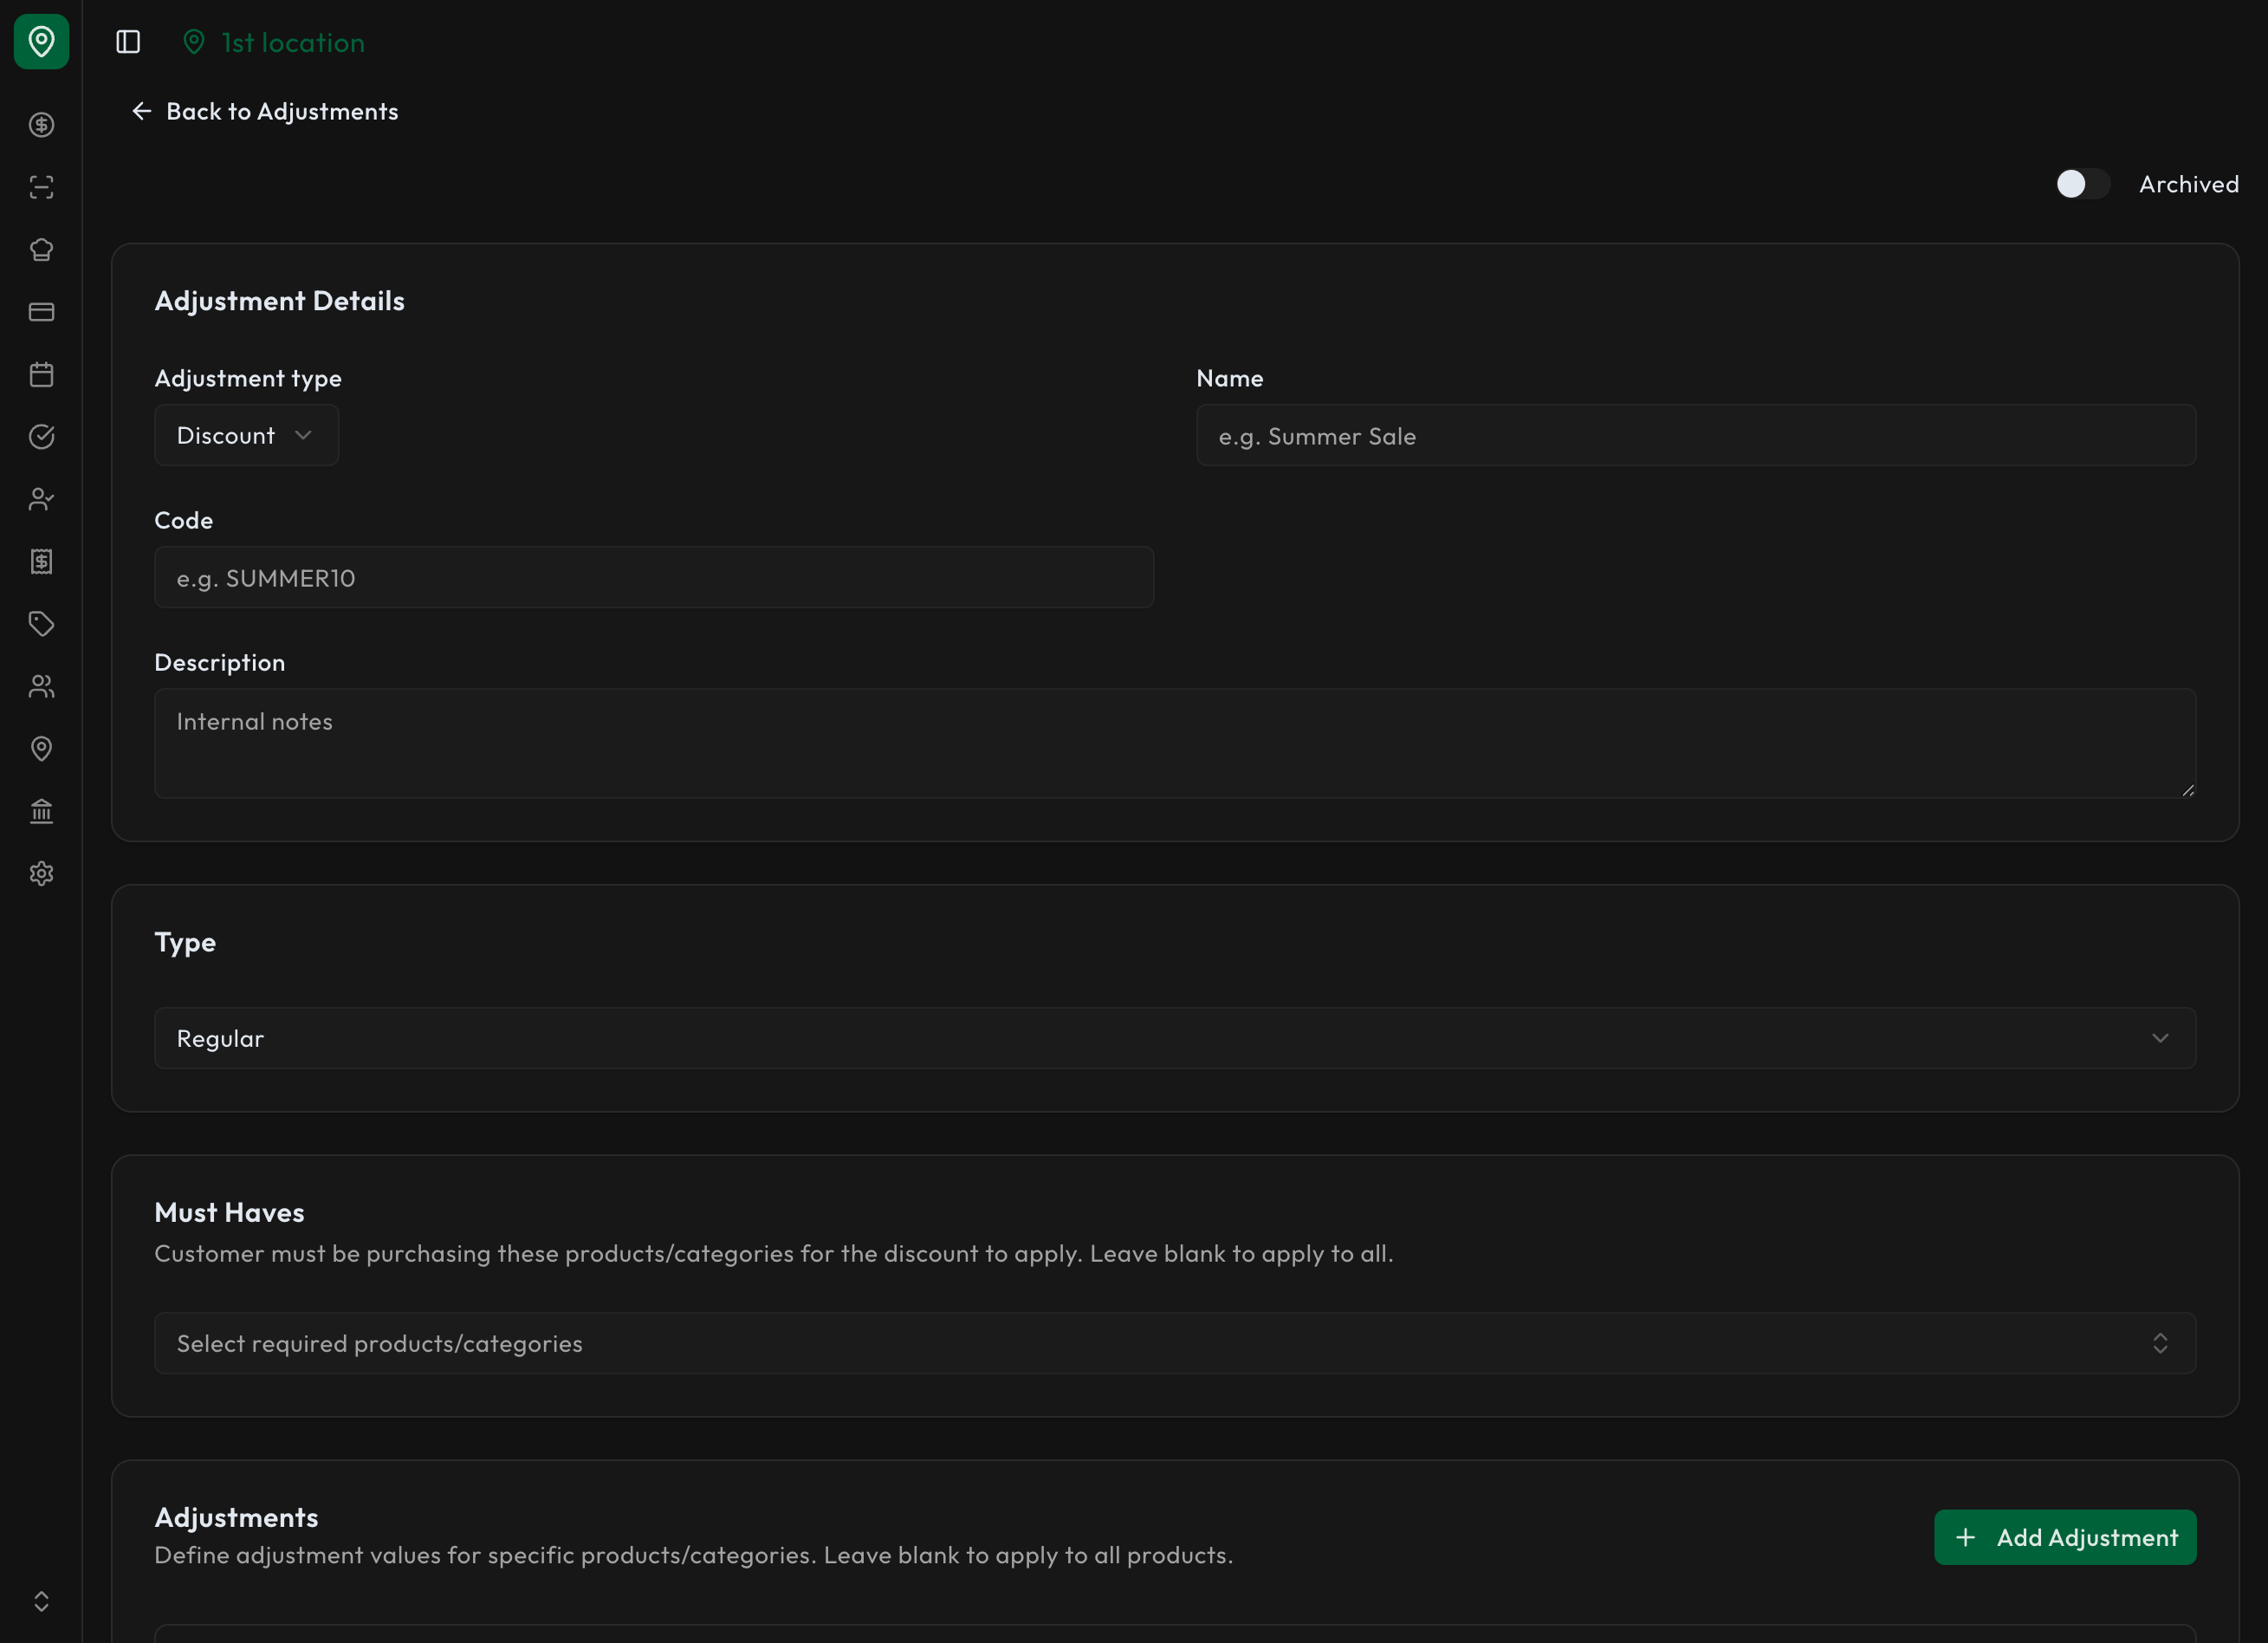 1st location
Back to Adjustments
Archived
Adjustment Details
Adjustment type
Name
Discount
e.g. Summer Sale
Code
e.g. SUMMER10
Description
Internal notes
Type
Regular
Must Haves
Customer must be purchasing these products/categories for the discount to apply. Leave blank to apply to all.
Select required products/categories
Adjustments
Define adjustment values for specific products/categories. Leave blank to apply to all products.
Add Adjustment